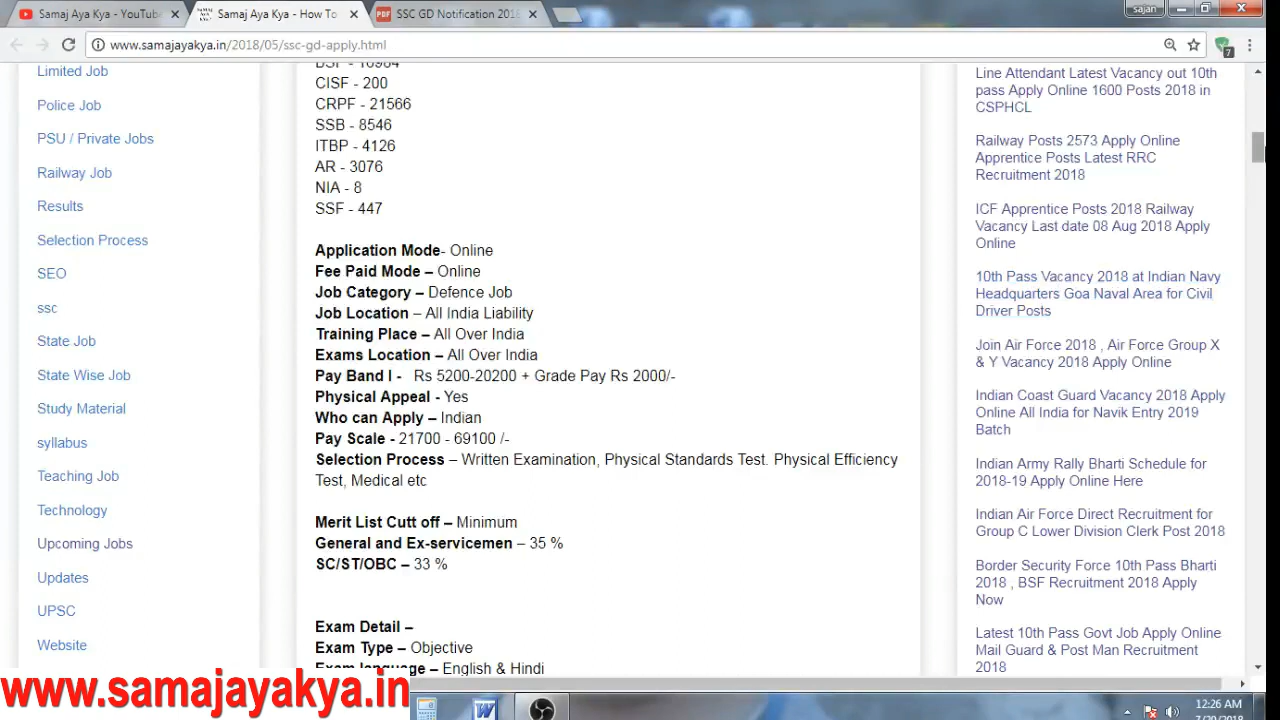 Samaj Aya Kya - YouTube
Samaj Aya Kya - How To
PDF
SSC GD Notification 2018
sajan
www.samajayakya.in/2018/05/ssc-gd-apply.html
7
Limited Job
Police Job
PSU / Private Jobs
Railway Job
Results
Selection Process
SEO
ssc
State Job
State Wise Job
Study Material
syllabus
Teaching Job
Technology
Upcoming Jobs
Updates
UPSC
Website
BSF - 16984
CISF - 200
CRPF - 21566
SSB - 8546
ITBP - 4126
AR - 3076
NIA - 8
SSF - 447
Application Mode- Online
Fee Paid Mode – Online
Job Category – Defence Job
Job Location – All India Liability
Training Place – All Over India
Exams Location – All Over India
Pay Band I - Rs 5200-20200 + Grade Pay Rs 2000/-
Physical Appeal - Yes
Who can Apply – Indian
Pay Scale - 21700 - 69100 /-
Selection Process – Written Examination, Physical Standards Test. Physical Efficiency
Test, Medical etc
Merit List Cutt off – Minimum
General and Ex-servicemen – 35 %
SC/ST/OBC – 33 %
Exam Detail –
Exam Type – Objective
Exam language – English & Hindi
Line Attendant Latest Vacancy out 10th
pass Apply Online 1600 Posts 2018 in
CSPHCL
Railway Posts 2573 Apply Online
Apprentice Posts Latest RRC
Recruitment 2018
ICF Apprentice Posts 2018 Railway
Vacancy Last date 08 Aug 2018 Apply
Online
10th Pass Vacancy 2018 at Indian Navy
Headquarters Goa Naval Area for Civil
Driver Posts
Join Air Force 2018 , Air Force Group X
& Y Vacancy 2018 Apply Online
Indian Coast Guard Vacancy 2018 Apply
Online All India for Navik Entry 2019
Batch
Indian Army Rally Bharti Schedule for
2018-19 Apply Online Here
Indian Air Force Direct Recruitment for
Group C Lower Division Clerk Post 2018
Border Security Force 10th Pass Bharti
2018 , BSF Recruitment 2018 Apply
Now
Latest 10th Pass Govt Job Apply Online
Mail Guard & Post Man Recruitment
2018
www.samajayakya.in
12:26 AM
7/20/2018